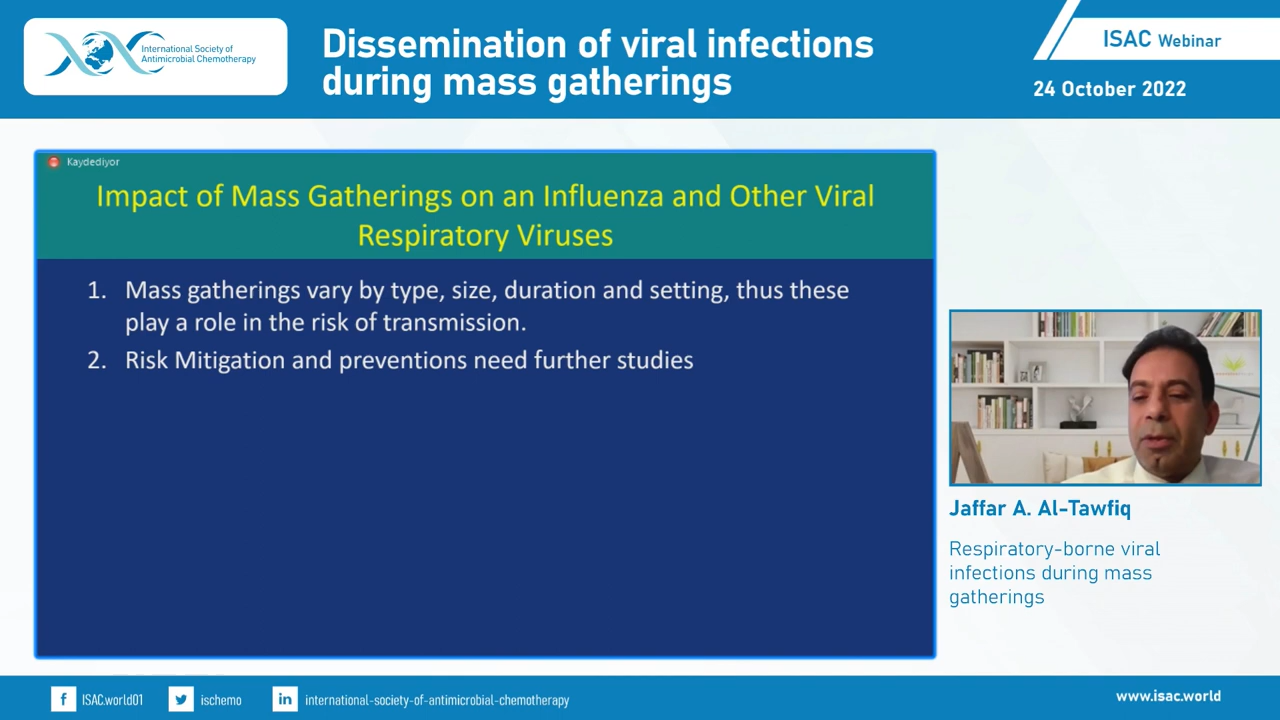 International Society of
Antimicrobial Chemotherapy
Dissemination of viral infections
during mass gatherings
ISAC Webinar
24 October 2022
Kaydediyor
Impact of Mass Gatherings on an Influenza and Other Viral
Respiratory Viruses
1. Mass gatherings vary by type, size, duration and setting, thus these
play a role in the risk of transmission.
2. Risk Mitigation and preventions need further studies
Jaffar A. Al-Tawfiq
Respiratory-borne viral
infections during mass
gatherings
ISAC.world01
ischemo
international-society-of-antimicrobial-chemotherapy
www.isac.world